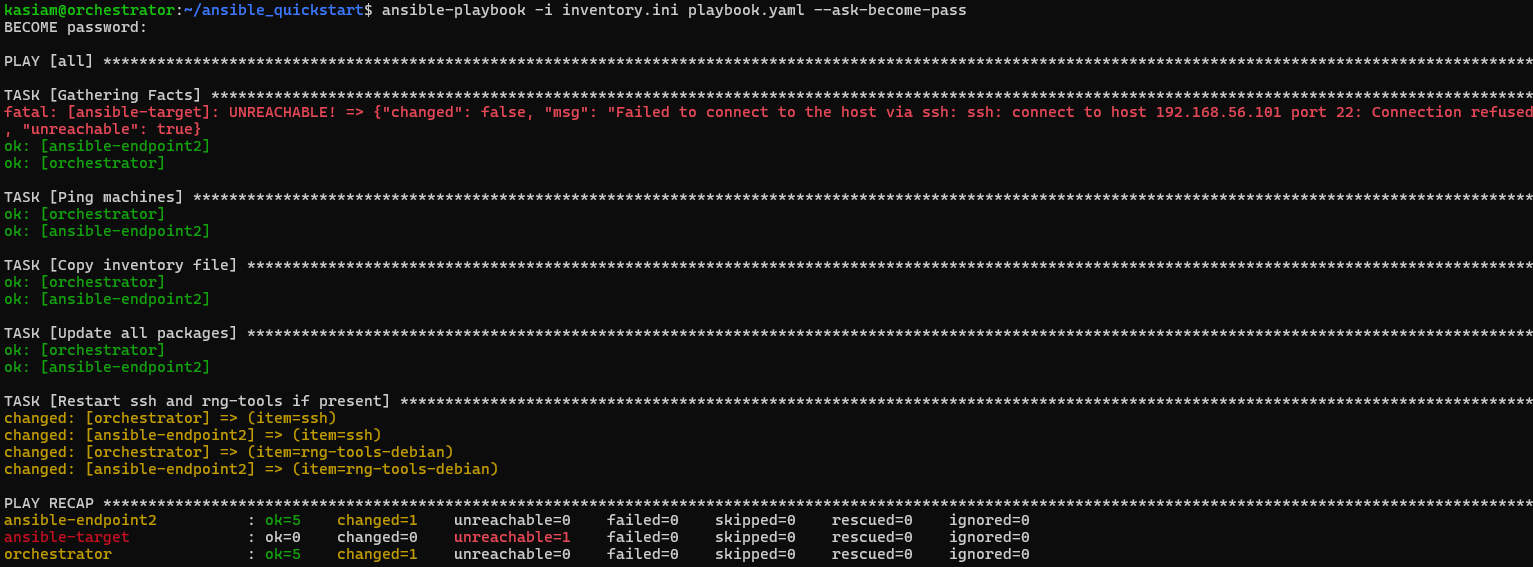 kasiam@orchestrator:~/ansible_quickstart$ ansible-playbook -i inventory.ini playbook.yaml --ask-become-pass
BECOME password:
PLAY [all] ***************************************************************************************************************************************************************
TASK [Gathering Facts] ***************************************************************************************************************************************************
fatal: [ansible-target]: UNREACHABLE! => {"changed": false, "msg": "Failed to connect to the host via ssh: ssh: connect to host 192.168.56.101 port 22: Connection refused
, "unreachable": true}
ok: [ansible-endpoint2]
ok: [orchestrator]
TASK [Ping machines] *****************************************************************************************************************************************************
ok: [orchestrator]
ok: [ansible-endpoint2]
TASK [Copy inventory file] ***********************************************************************************************************************************************
ok: [orchestrator]
ok: [ansible-endpoint2]
TASK [Update all packages] ***********************************************************************************************************************************************
ok: [orchestrator]
ok: [ansible-endpoint2]
TASK [Restart ssh and rng-tools if present] ******************************************************************************************************************************
changed: [orchestrator] => (item=ssh)
changed: [ansible-endpoint2] => (item=ssh)
changed: [orchestrator] => (item=rng-tools-debian)
changed: [ansible-endpoint2] => (item=rng-tools-debian)
PLAY RECAP ***************************************************************************************************************************************************************
ansible-endpoint2          : ok=5    changed=1    unreachable=0    failed=0    skipped=0    rescued=0    ignored=0
ansible-target             : ok=0    changed=0    unreachable=1    failed=0    skipped=0    rescued=0    ignored=0
orchestrator               : ok=5    changed=1    unreachable=0    failed=0    skipped=0    rescued=0    ignored=0